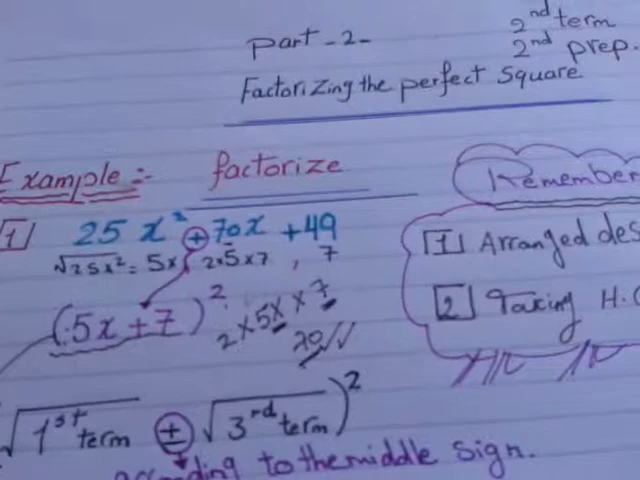 2nd term
Part -2-
2nd prep.
Factorizing the perfect Square
Example:- factorize
Remember
1 25 x² + 70x + 49
√25x² = 5x 2×5×7 , 7
1 Arranged des
(5x+7)²
2×5x×7
70
2 Taking H.C
(√1st term ± √3rd term)²
according to the middle sign.